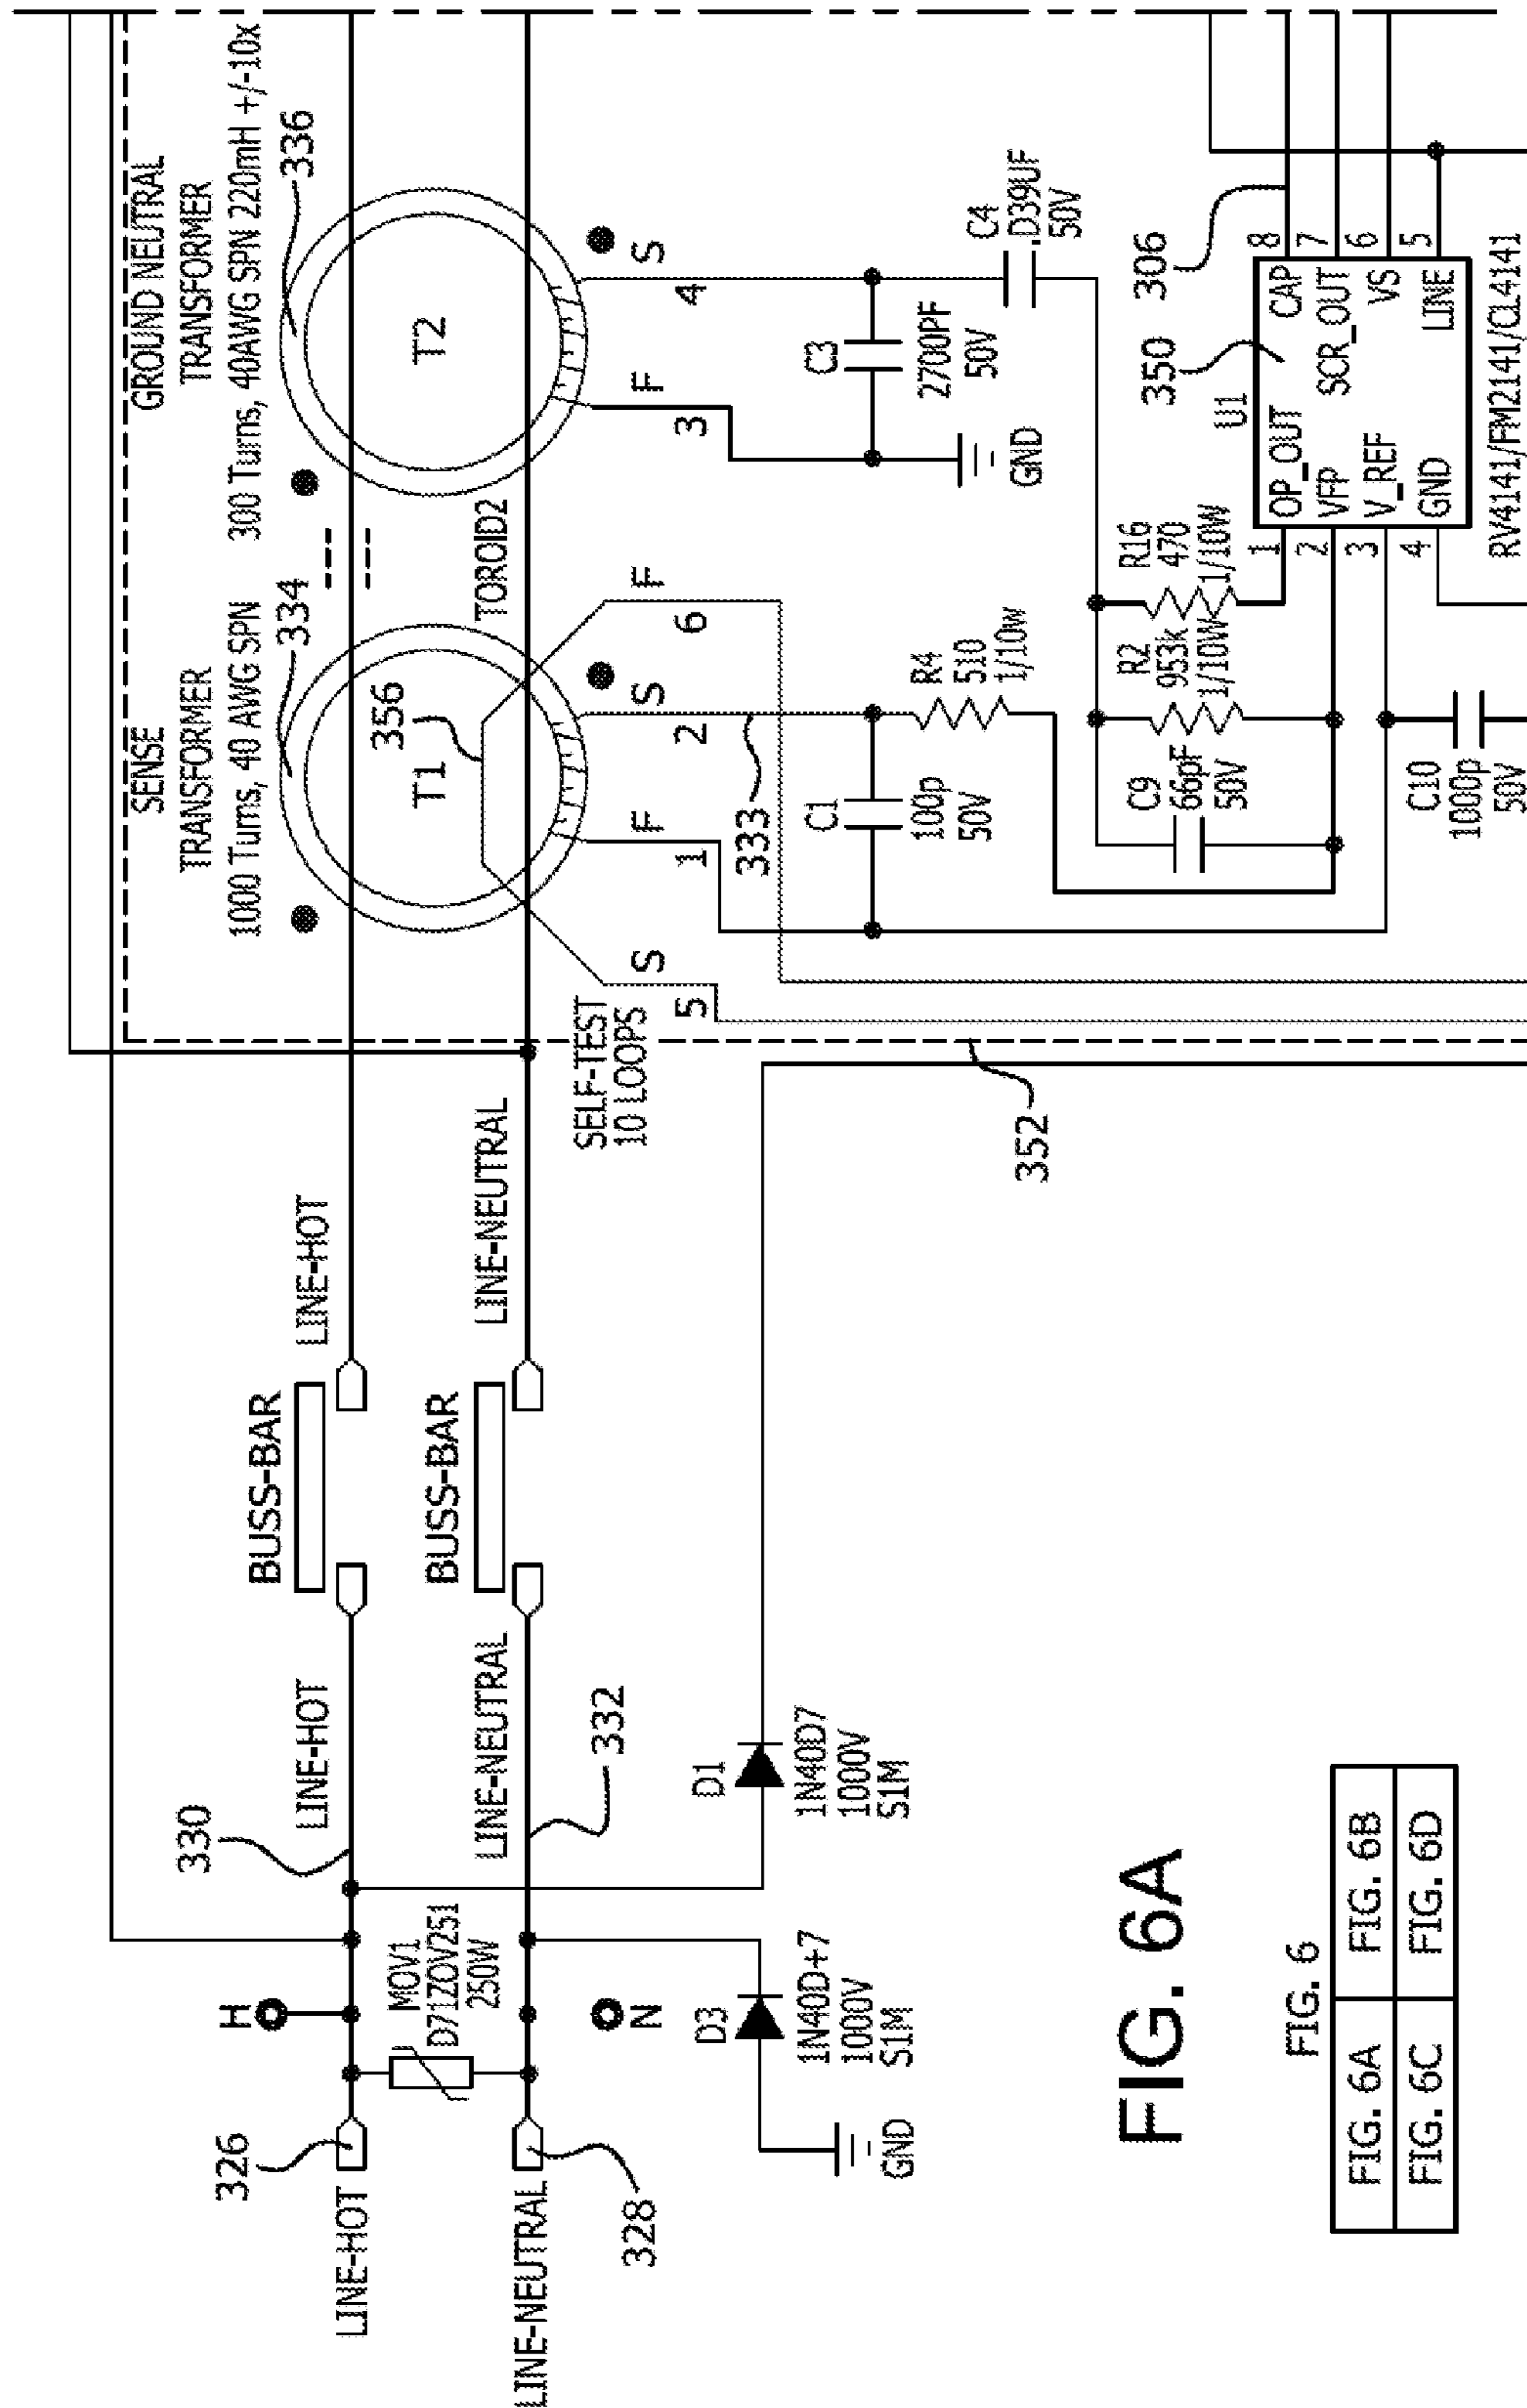 GROUND NEUTRAL
TRANSFORMER
300 Turns, 40AWG SPN 220mH +/-10x
336
SENSE
TRANSFORMER
1000 Turns, 40 AWG SPN
334
BUSS-BAR
LINE-HOT
330
LINE-HOT
H
326
LINE-HOT
T2
T1
356
TOROID2
BUSS-BAR
LINE-NEUTRAL
LINE-NEUTRAL
332
MOV1
D71ZOV251
250W
N
328
LINE-NEUTRAL
SELF-TEST
10 LOOPS
5
S
1
F
2
S
6
F
3
F
4
S
333
C1
100p
50V
R4
510
1/10w
C3
2700PF
50V
GND
C4
.D39UF
50V
352
D1
1N40D7
1000V
S1M
D3
1N40D+7
1000V
S1M
GND
C9
66pF
50V
R2
953k
1/10W
R16
470
1/10W
C10
1000p
50V
306
350
U1
1
OP_OUT
CAP
8
2
VFP
SCR_OUT
7
3
V_REF
VS
6
4
GND
LINE
5
RV4141/FM2141/CL4141
FIG. 6A
FIG. 6
FIG. 6A
FIG. 6B
FIG. 6C
FIG. 6D